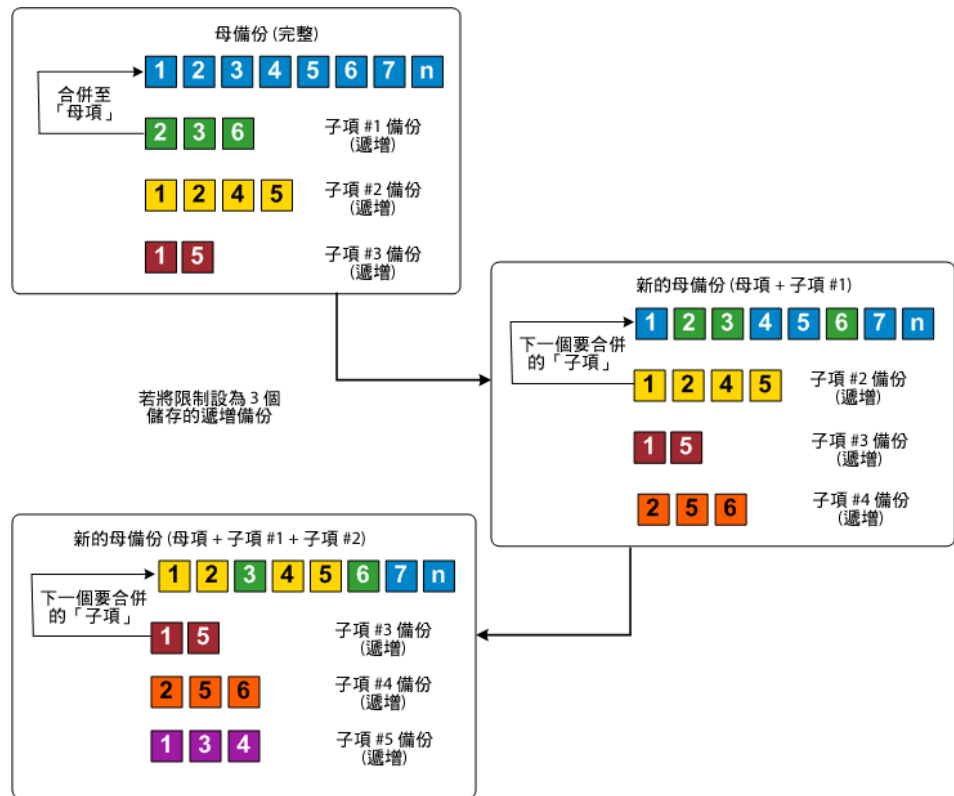 母備份 (完整)
1 2 3 4 5 6 7 n
合併至
「母項」
2 3 6
子項 #1 備份
(遞增)
1 2 4 5
子項 #2 備份
(遞增)
1 5
子項 #3 備份
(遞增)
若將限制設為 3 個
儲存的遞增備份
新的母備份 (母項 + 子項 #1)
1 2 3 4 5 6 7 n
下一個要合併
的「子項」
1 2 4 5
子項 #2 備份
(遞增)
1 5
子項 #3 備份
(遞增)
2 5 6
子項 #4 備份
(遞增)
新的母備份 (母項 + 子項 #1 + 子項 #2)
1 2 3 4 5 6 7 n
下一個要合併
的「子項」
1 5
子項 #3 備份
(遞增)
2 5 6
子項 #4 備份
(遞增)
1 3 4
子項 #5 備份
(遞增)